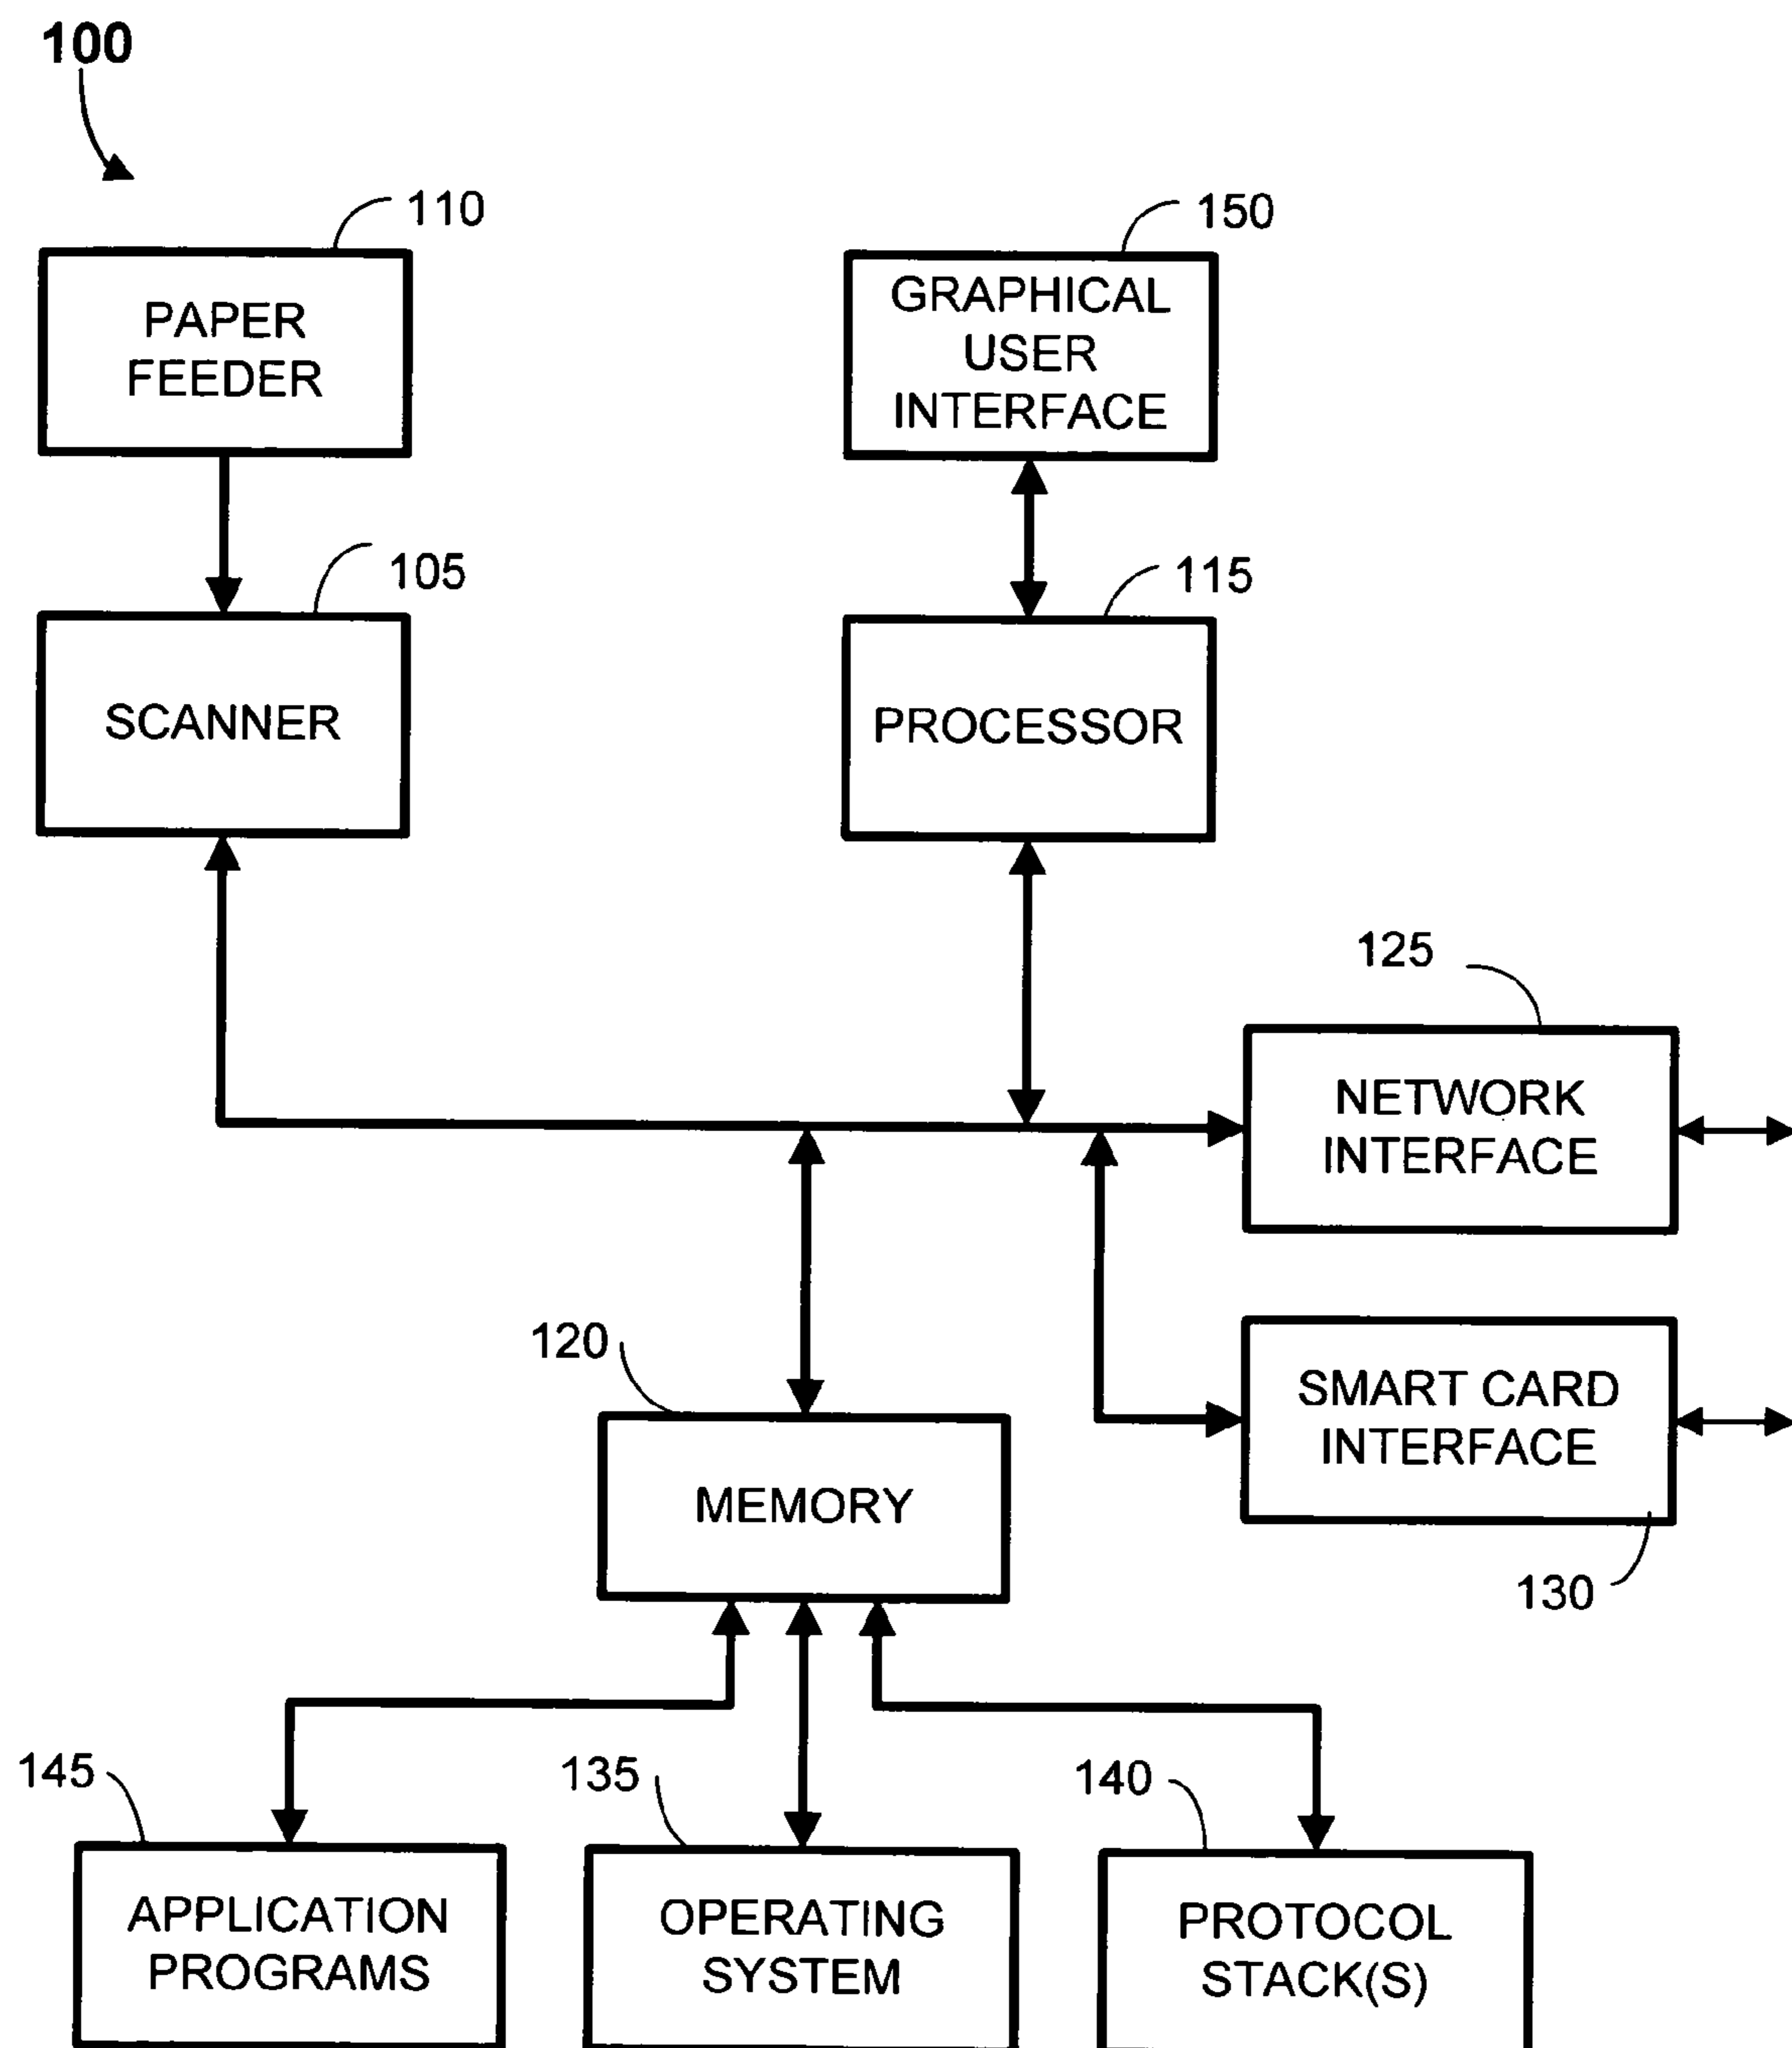 100
110
150
PAPER
FEEDER
GRAPHICAL
USER
INTERFACE
105
115
SCANNER
PROCESSOR
125
NETWORK
INTERFACE
120
SMART CARD
INTERFACE
MEMORY
130
145
135
140
APPLICATION
PROGRAMS
OPERATING
SYSTEM
PROTOCOL
STACK(S)